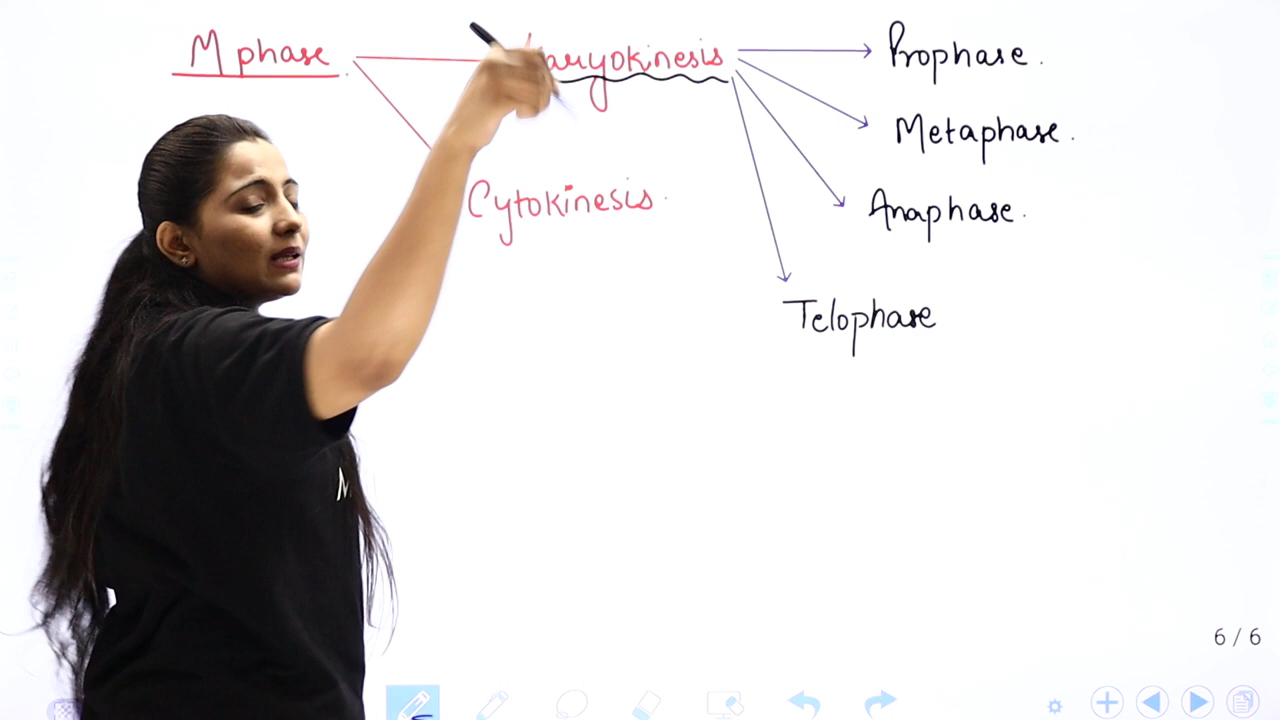 M phase
Karyokinesis
Prophase.
Metaphase.
Anaphase.
Cytokinesis.
Telophase
6 / 6